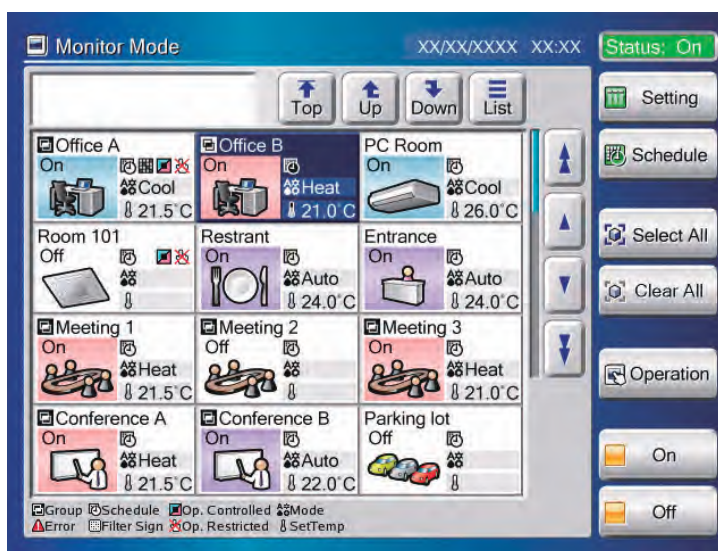 Monitor Mode XX/XX/XXXX XX:XX Status: On
Top Up Down List
Setting
Schedule
Select All
Clear All
Operation
On
Off
Office A
On
Cool
21.5°C
Office B
On
Heat
21.0°C
PC Room
On
Cool
26.0°C
Room 101
Off
Restrant
On
Auto
24.0°C
Entrance
On
Auto
24.0°C
Meeting 1
On
Heat
21.5°C
Meeting 2
Off
Meeting 3
On
Heat
21.0°C
Conference A
On
Heat
21.5°C
Conference B
On
Auto
22.0°C
Parking lot
Off
Group Schedule Op. Controlled Mode
Error Filter Sign Op. Restricted SetTemp